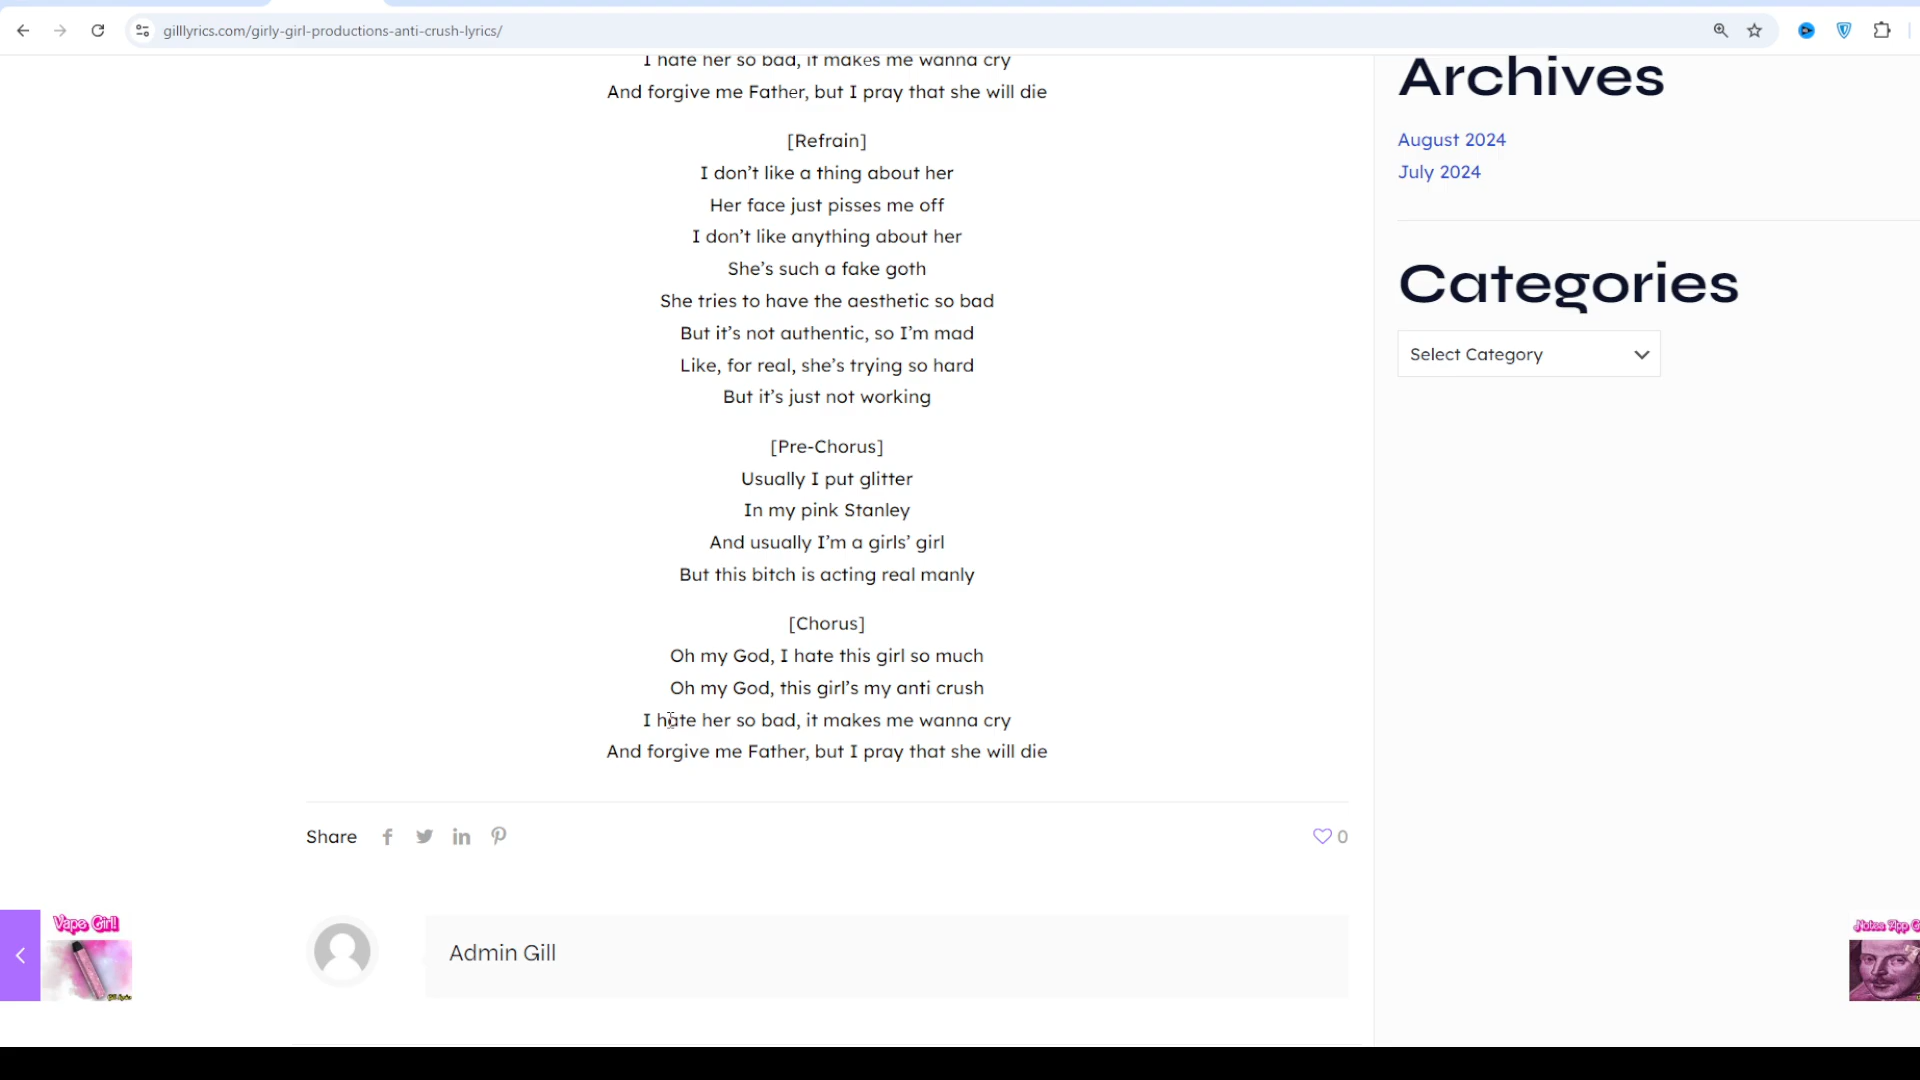 gilllyrics.com/girly-girl-productions-anti-crush-lyrics/
I hate her so bad, it makes me wanna cry
And forgive me Father, but I pray that she will die
[Refrain]
I don’t like a thing about her
Her face just pisses me off
I don’t like anything about her
She’s such a fake goth
She tries to have the aesthetic so bad
But it’s not authentic, so I’m mad
Like, for real, she’s trying so hard
But it’s just not working
[Pre-Chorus]
Usually I put glitter
In my pink Stanley
And usually I’m a girls’ girl
But this bitch is acting real manly
[Chorus]
Oh my God, I hate this girl so much
Oh my God, this girl’s my anti crush
I hate her so bad, it makes me wanna cry
And forgive me Father, but I pray that she will die
Share
0
Admin Gill
Archives
August 2024
July 2024
Categories
Select Category
Vape Girl!
Gill Lyrics
Notes App G